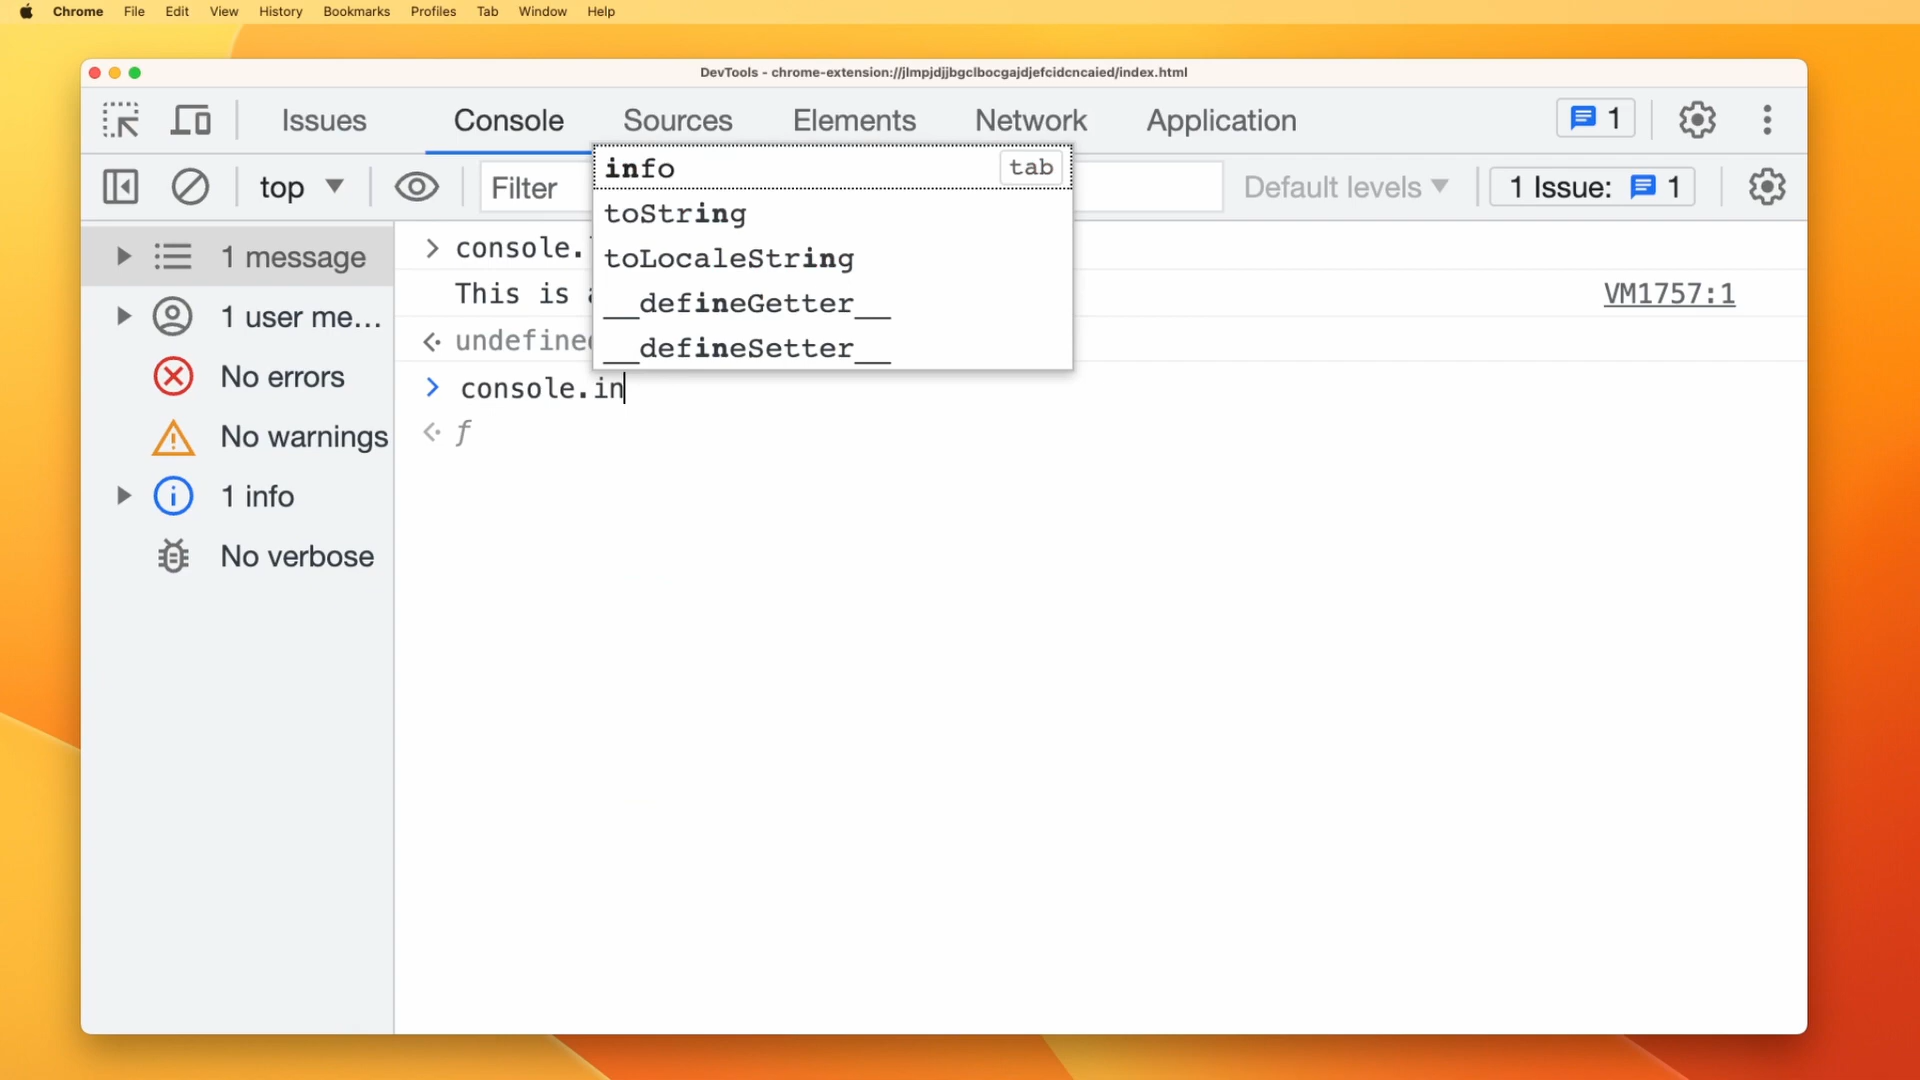 Chrome File Edit View History Bookmarks Profiles Tab Window Help
DevTools - chrome-extension://jlmpjdjjbgclbocgajdjefcidcncaied/index.html
Issues Console Sources Elements Network Application 1
top Filter Default levels 1 Issue: 1
info tab
toString
toLocaleString
__defineGetter__
__defineSetter__
1 message
1 user me...
No errors
No warnings
1 info
No verbose
> console.
This is VM1757:1
undefined
> console.in
f